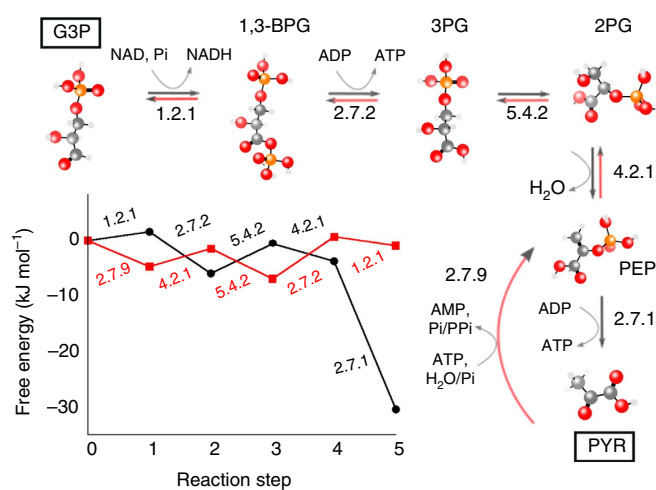 G3P
1,3-BPG
3PG
2PG
NAD, Pi
NADH
ADP
ATP
1.2.1
2.7.2
5.4.2
H₂O
4.2.1
PEP
2.7.9
AMP,
Pi/PPi
ATP,
H₂O/Pi
ADP
ATP
2.7.1
PYR
Free energy (kJ mol⁻¹)
0
−10
−20
−30
1.2.1
2.7.2
5.4.2
4.2.1
2.7.1
2.7.9
4.2.1
5.4.2
2.7.2
1.2.1
0
1
2
3
4
5
Reaction step